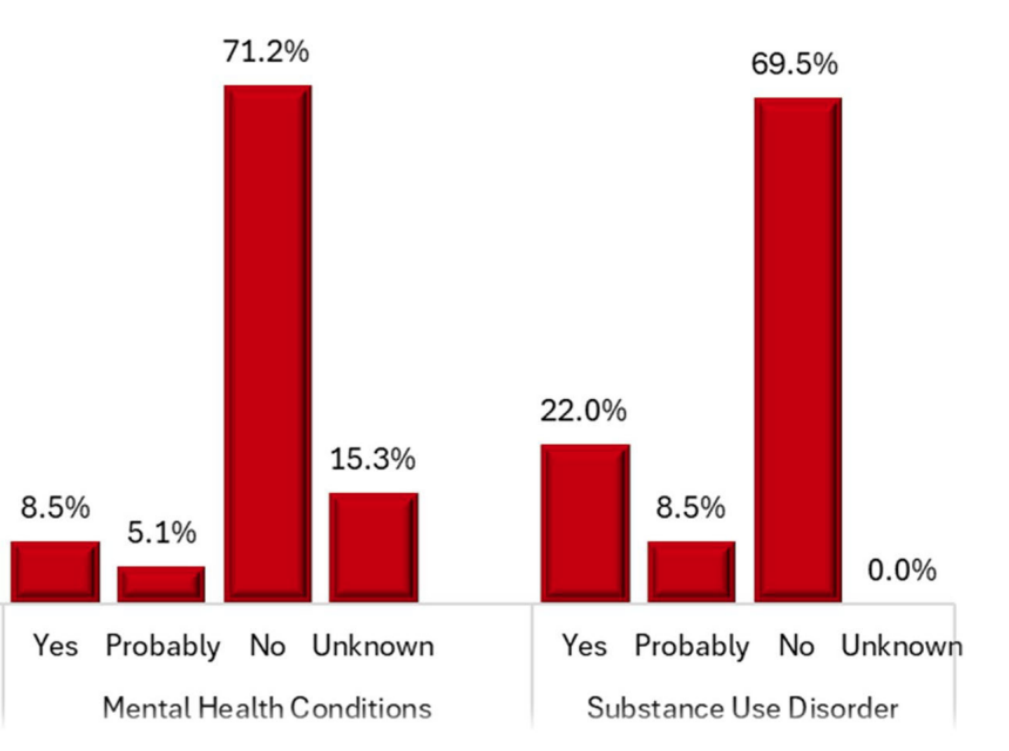 71.2%
69.5%
22.0%
15.3%
8.5%
5.1%
8.5%
0.0%
Yes Probably No Unknown
Yes Probably No Unknown
Mental Health Conditions
Substance Use Disorder